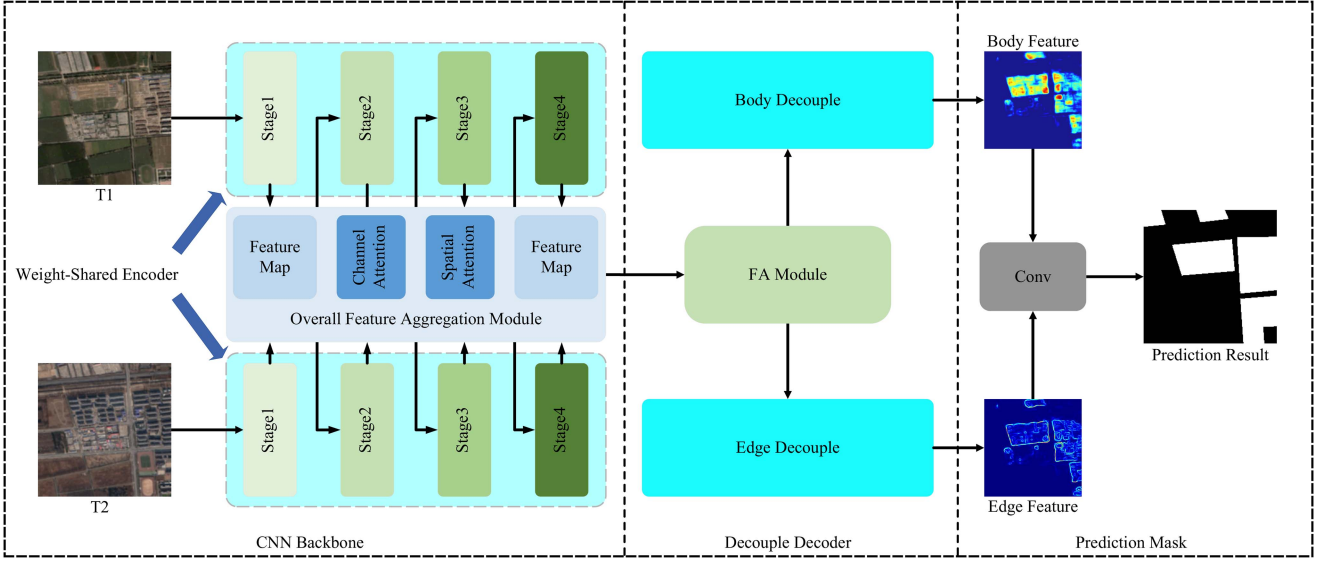 T1
Weight-Shared Encoder
T2
Stage1
Stage2
Stage3
Stage4
Feature
Map
Channel
Attention
Spatial
Attention
Feature
Map
Overall Feature Aggregation Module
Stage1
Stage2
Stage3
Stage4
CNN Backbone
Body Decouple
FA Module
Edge Decouple
Decouple Decoder
Body Feature
Conv
Prediction Result
Edge Feature
Prediction Mask